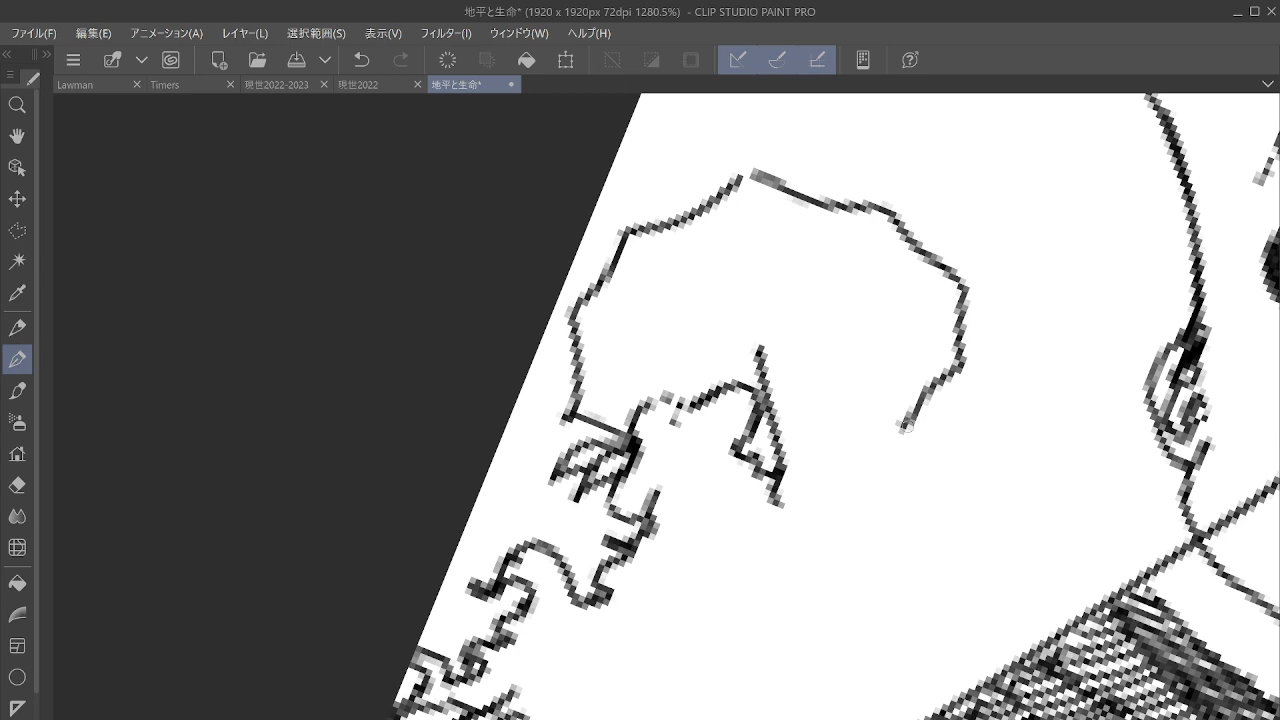 地平と生命* (1920 x 1920px 72dpi 1280.5%) - CLIP STUDIO PAINT PRO
ファイル(F) 編集(E) アニメーション(A) レイヤー(L) 選択範囲(S) 表示(V) フィルター(I) ウィンドウ(W) ヘルプ(H)
Lawman Timers 現世2022-2023 現世2022 地平と生命*